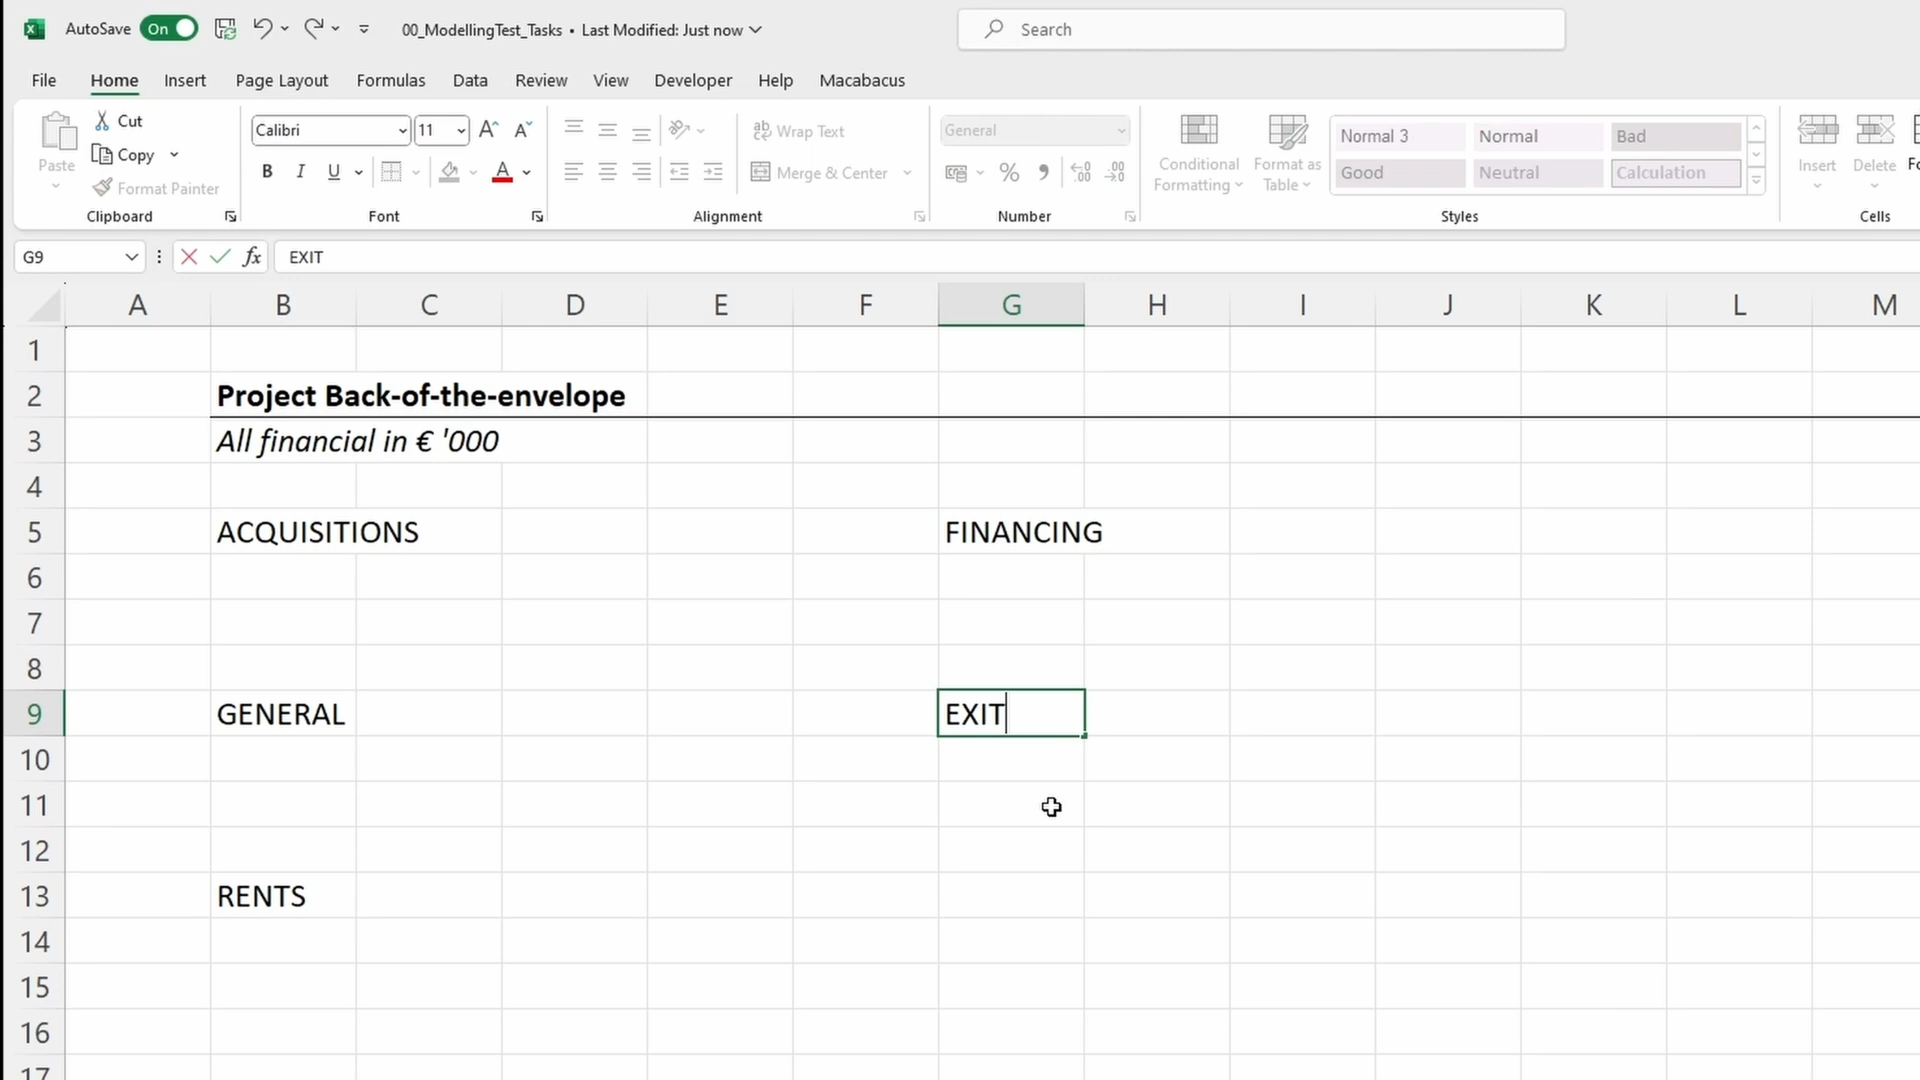 AutoSave On 00_ModellingTest_Tasks • Last Modified: Just now Search
File Home Insert Page Layout Formulas Data Review View Developer Help Macabacus
Paste Cut Copy Format Painter Clipboard
Calibri 11 A A B I U A Font
Wrap Text Merge & Center Alignment
General % Number
Conditional Formatting Format as Table
Normal 3 Normal Bad
Good Neutral Calculation
Styles
Insert Delete Fo
Cells
G9 fx EXIT
A B C D E F G H I J K L M
1
2 Project Back-of-the-envelope
3 All financial in € '000
4
5 ACQUISITIONS FINANCING
6
7
8
9 GENERAL EXIT
10
11
12
13 RENTS
14
15
16
17